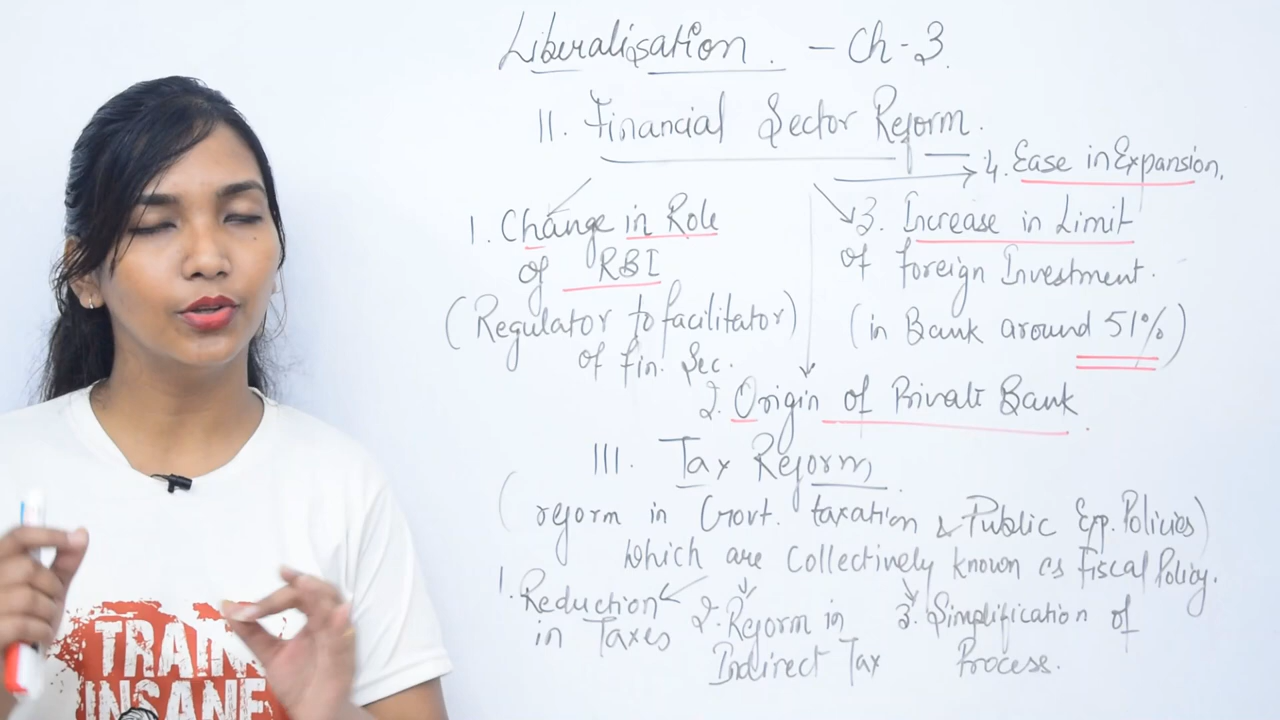 Liberalisation. - Ch-3.
II. Financial Sector Reform.
4. Ease in Expansion.
1. Change in Role
of RBI
(Regulator to facilitator)
of fin. Sec.
3. Increase in Limit
of foreign Investment.
(in Bank around 51%)
2. Origin of Private Bank.
III. Tax Reform.
(reform in Govt. taxation & Public Exp. Policies)
which are Collectively known as Fiscal Policy.
1. Reduction
in Taxes
2. Reform in
Indirect Tax
3. Simplification of
Process.
TRAIN
INSANE